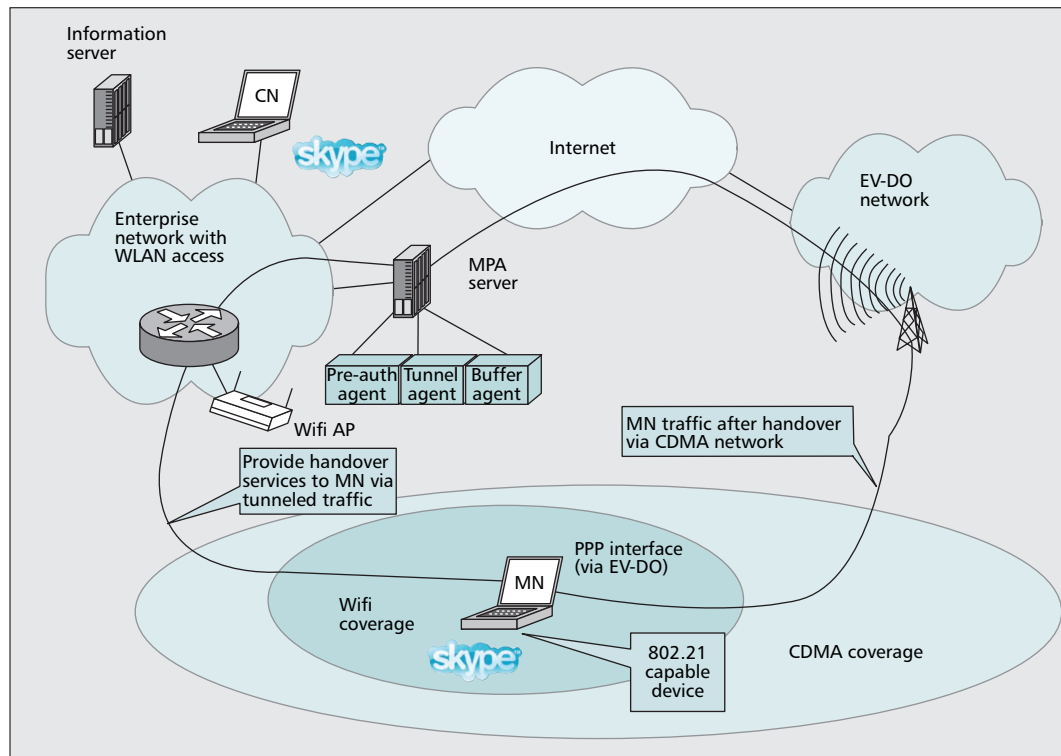 Information
server
CN
skype
Internet
EV-DO
network
Enterprise
network with
WLAN access
MPA
server
Pre-auth
agent
Tunnel
agent
Buffer
agent
Wifi AP
MN traffic after handover
via CDMA network
Provide handover
services to MN via
tunneled traffic
PPP interface
(via EV-DO)
MN
Wifi
coverage
skype
802.21
capable
device
CDMA coverage